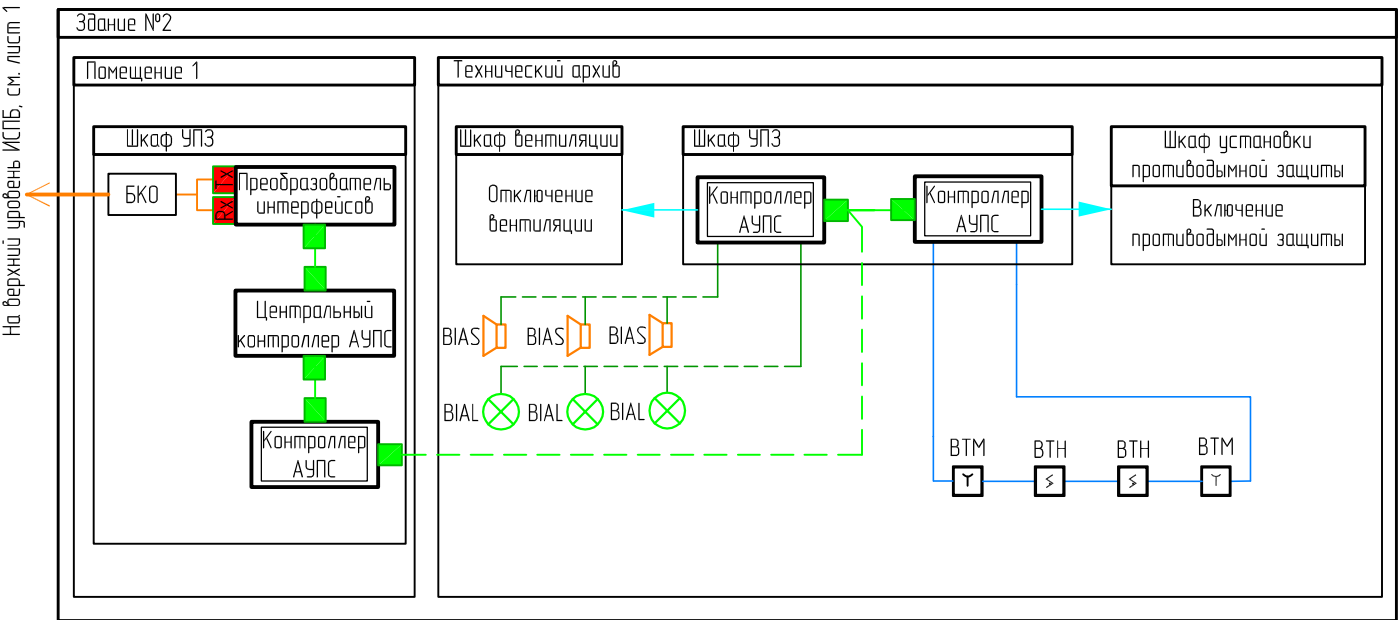 На верхний уровень ИСПБ, см. лист 1
Здание №2
Помещение 1
Шкаф УПЗ
БКО
Tx
Rx
Преобразователь
интерфейсов
Центральный
контроллер АУПС
Контроллер
АУПС
Технический архив
Шкаф вентиляции
Отключение
вентиляции
Шкаф УПЗ
Контроллер
АУПС
Контроллер
АУПС
Шкаф установки
противодымной защиты
Включение
противодымной защиты
BIAS
BIAS
BIAS
BIAL
BIAL
BIAL
BTM
BTH
BTH
BTM